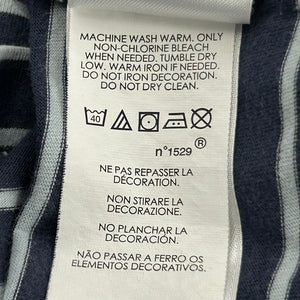 MACHINE WASH WARM. ONLY
NON-CHLORINE BLEACH
WHEN NEEDED. TUMBLE DRY
LOW. WARM IRON IF NEEDED.
DO NOT IRON DECORATION.
DO NOT DRY CLEAN.
40
n°1529 ®
NE PAS REPASSER LA
DÉCORATION.
NON STIRARE LA
DECORAZIONE.
NO PLANCHAR LA
DECORACIÓN.
NÃO PASSAR A FERRO OS
ELEMENTOS DECORATIVOS.